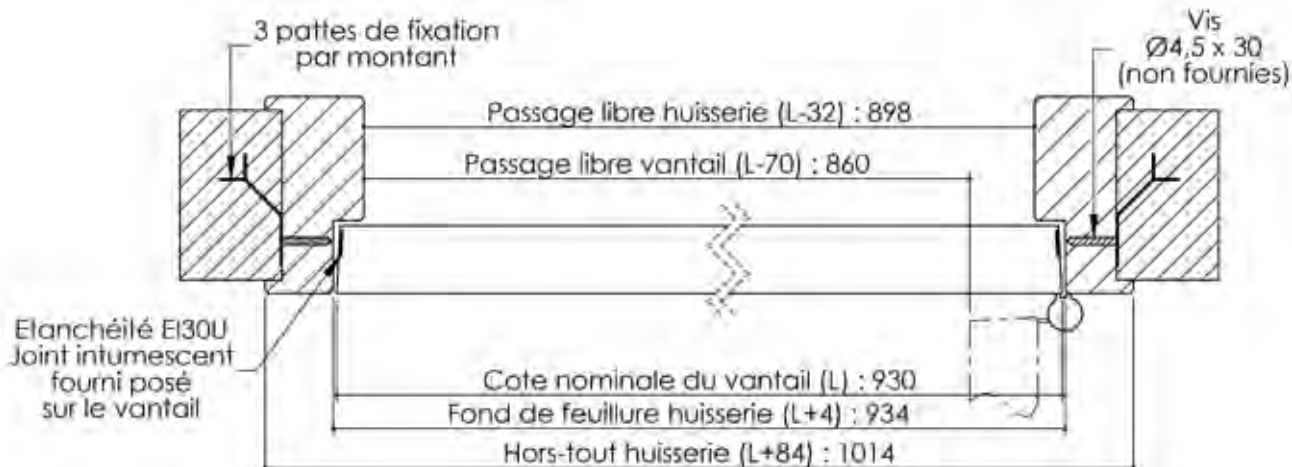 3 pattes de fixation
par montant
Vis
Ø4,5 x 30
(non fournies)
Passage libre huisserie (L-32) : 898
Passage libre vantail (L-70) : 860
Elanchéilé EI30U
Joint intumescent
fourni posé
sur le vantail
Cote nominale du vantail (L) : 930
Fond de feuillure huisserie (L+4) : 934
Hors-tout huisserie (L+84) : 1014